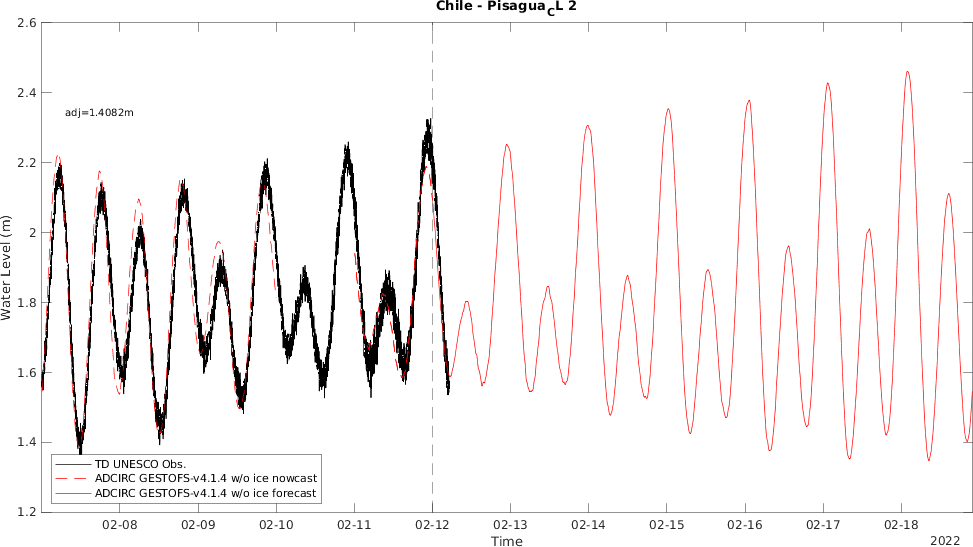 Chile - Pisagua_CL 2
2.6
2.4
2.2
2
1.8
1.6
1.4
1.2
Water Level (m)
adj=1.4082m
TD UNESCO Obs.
ADCIRC GESTOFS-v4.1.4 w/o ice nowcast
ADCIRC GESTOFS-v4.1.4 w/o ice forecast
02-08 02-09 02-10 02-11 02-12 02-13 02-14 02-15 02-16 02-17 02-18
Time
2022